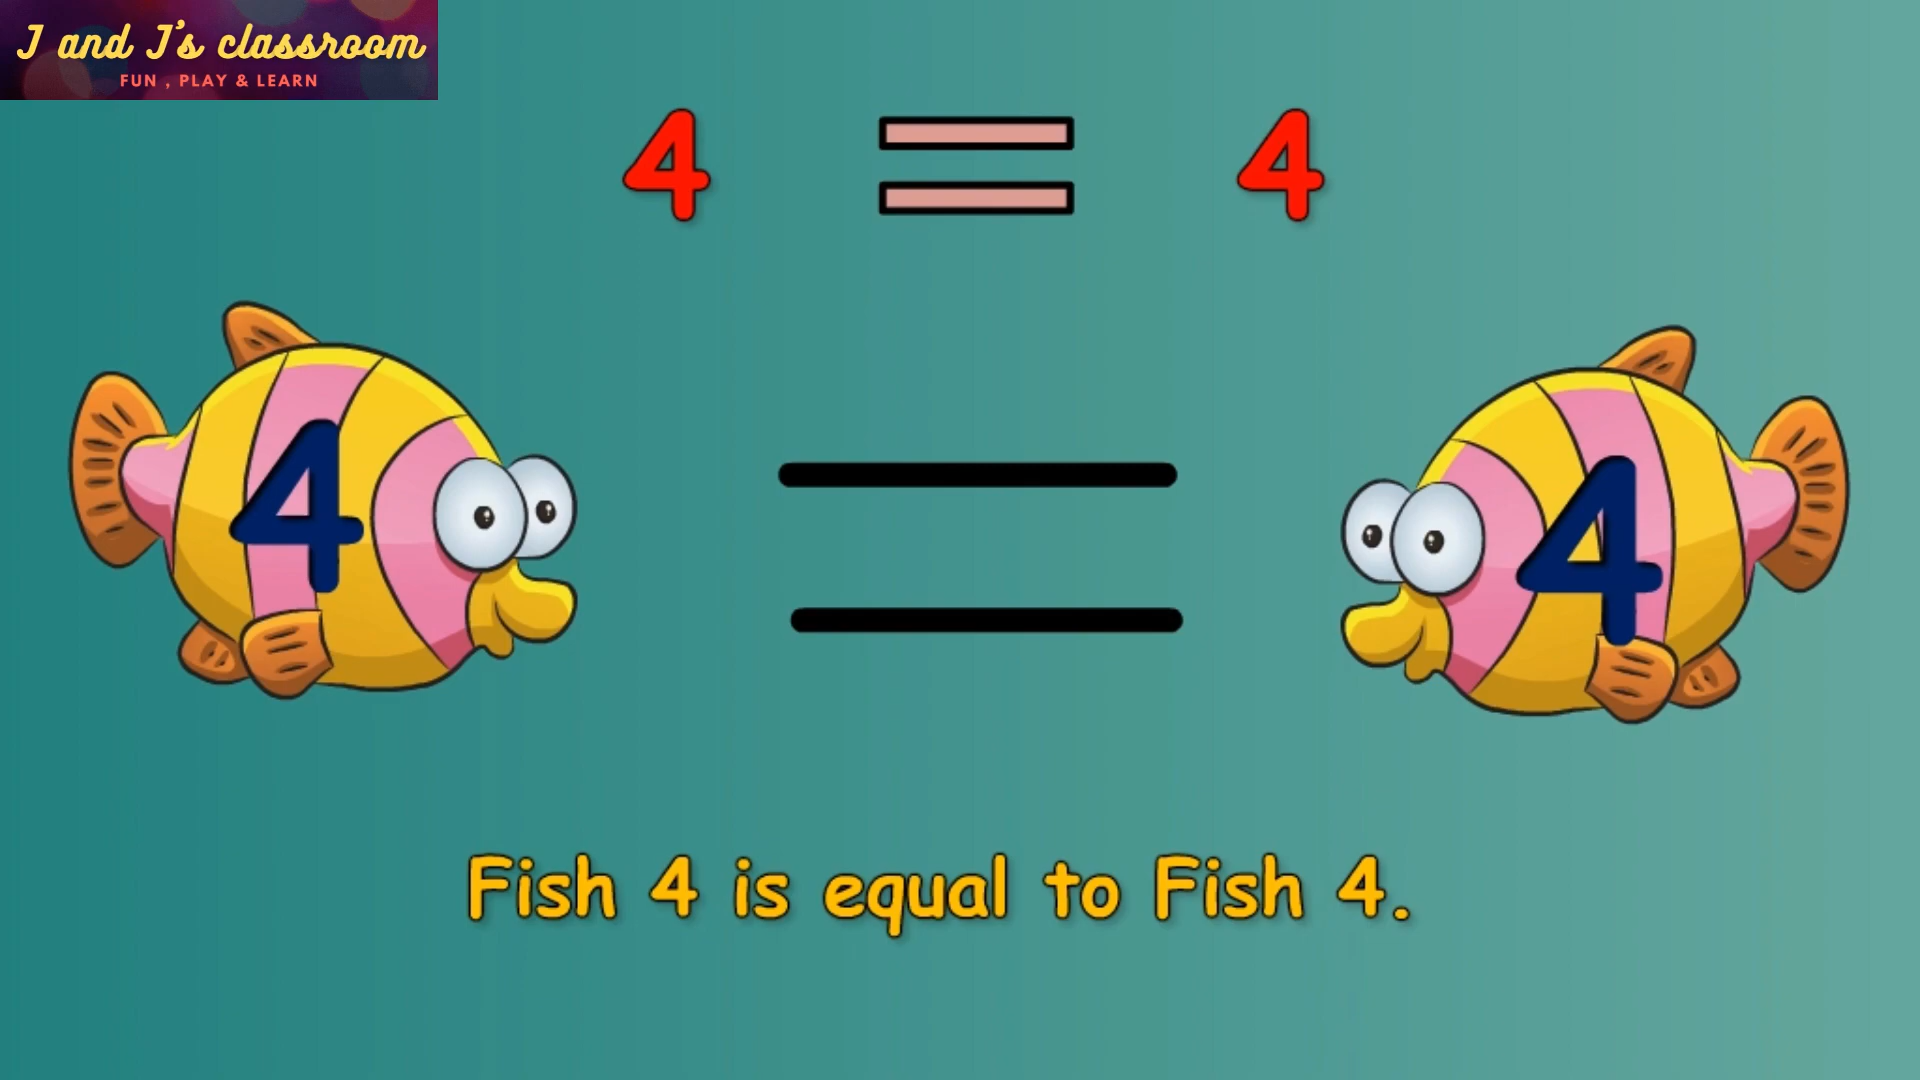 J and J's classroom
FUN , PLAY & LEARN
4 = 4
4 = 4
Fish 4 is equal to Fish 4.